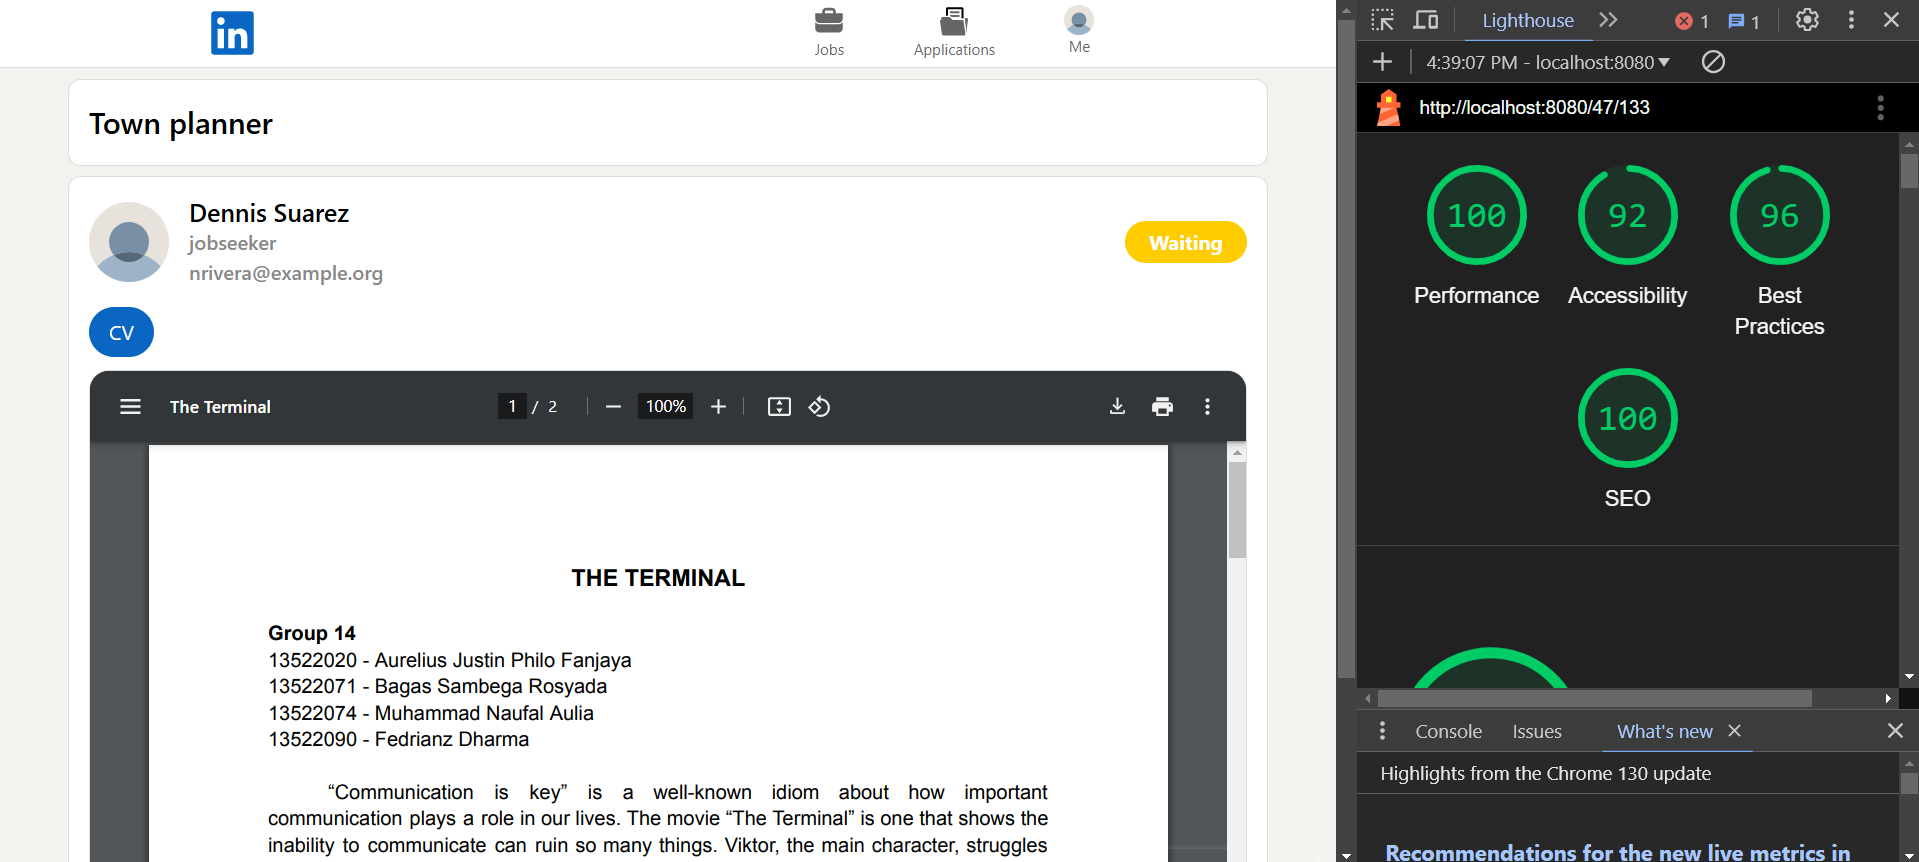 in
Jobs
Applications
Me
Town planner
Dennis Suarez
jobseeker
nrivera@example.org
Waiting
CV
The Terminal
1 / 2
100%
THE TERMINAL
Group 14
13522020 - Aurelius Justin Philo Fanjaya
13522071 - Bagas Sambega Rosyada
13522074 - Muhammad Naufal Aulia
13522090 - Fedrianz Dharma
“Communication is key” is a well-known idiom about how important
communication plays a role in our lives. The movie “The Terminal” is one that shows the
inability to communicate can ruin so many things. Viktor, the main character, struggles
Lighthouse
1
1
4:39:07 PM - localhost:8080
http://localhost:8080/47/133
100
92
96
Performance
Accessibility
Best
Practices
100
SEO
Console
Issues
What's new
Highlights from the Chrome 130 update
Recommendations for the new live metrics in